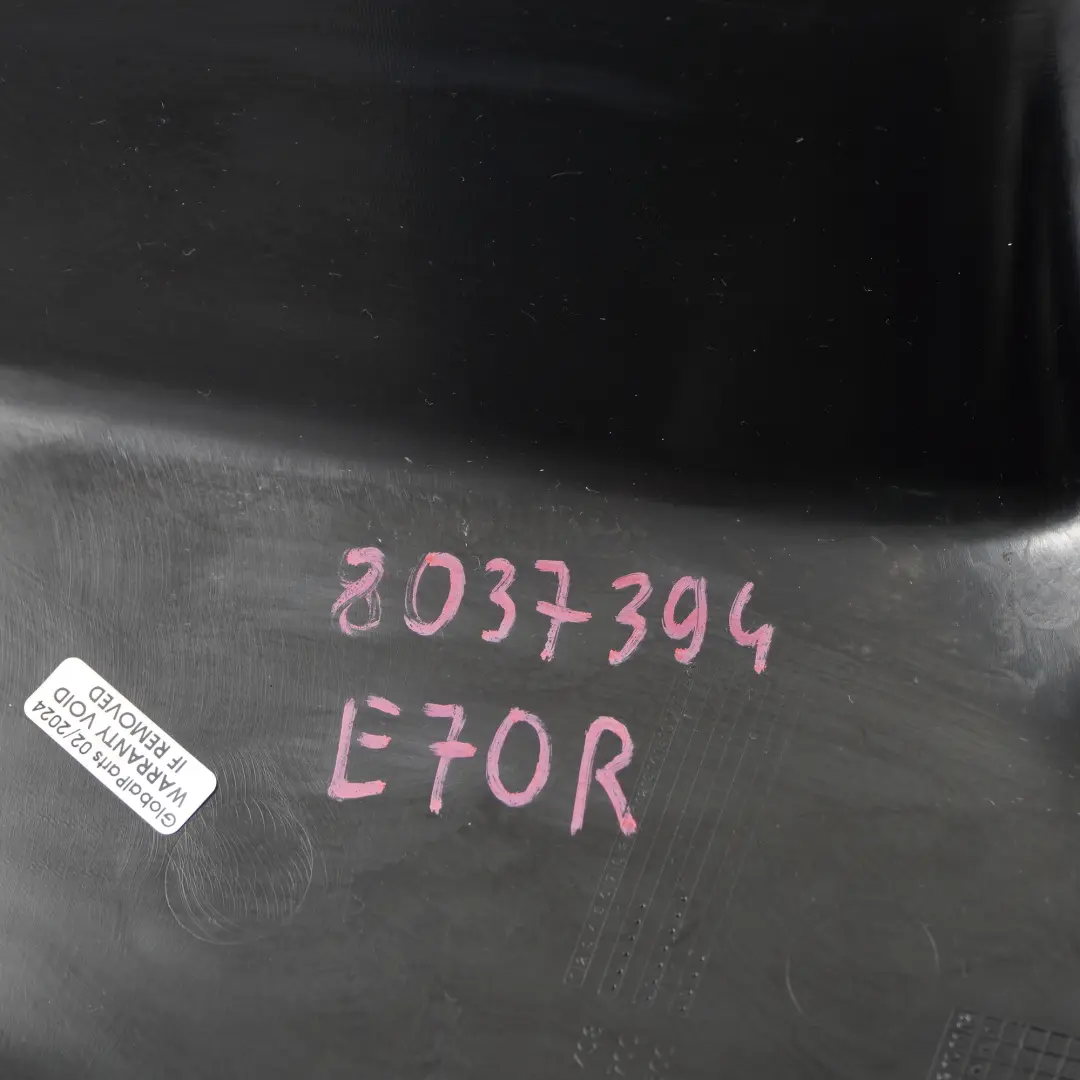 8037394
E70R
GlobalParts 02/2024
WARRANTY VOID
IF REMOVED